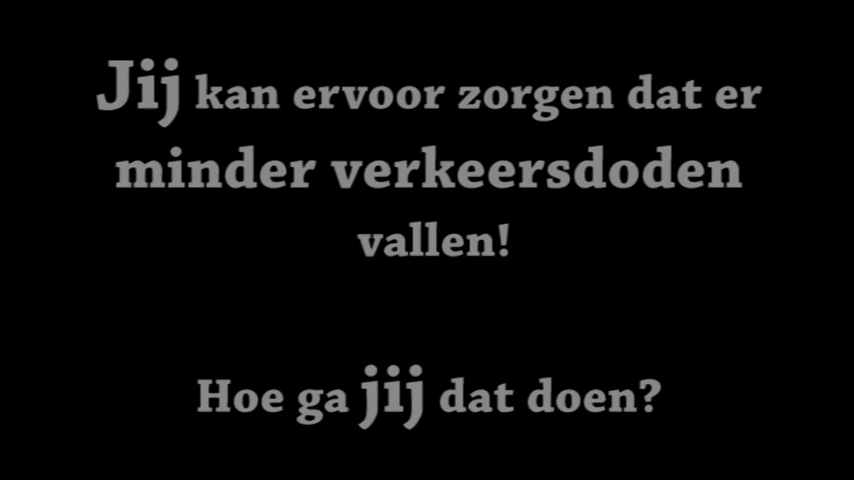 Jij kan ervoor zorgen dat er
minder verkeersdoden
vallen!
Hoe ga jij dat doen?